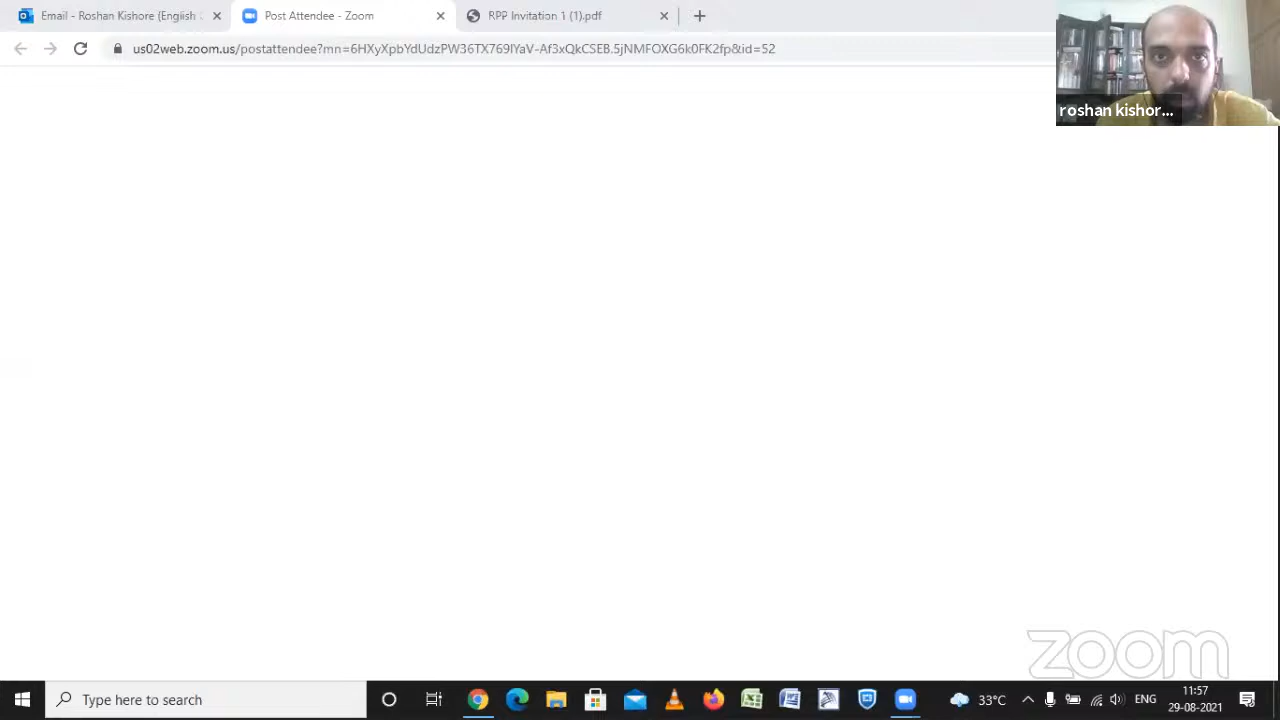 Email - Roshan Kishore (English
Post Attendee - Zoom
RPP Invitation 1 (1).pdf
us02web.zoom.us/postattendee?mn=6HXyXpbYdUdzPW36TX769lYaV-Af3xQkCSEB.5jNMFOXG6k0FK2fp&id=52
roshan kishor...
zoom
Type here to search
33°C
ENG
11:57
29-08-2021